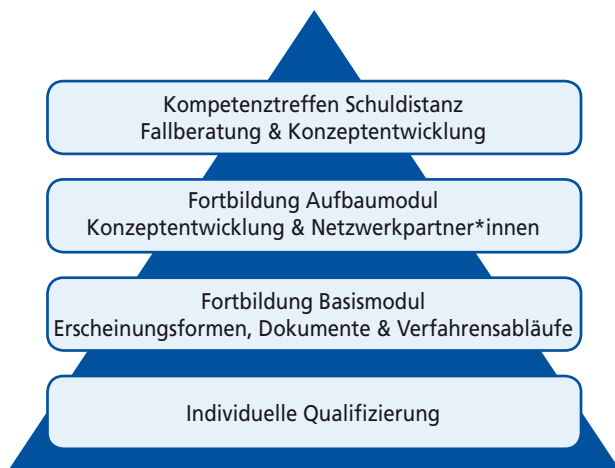 Kompetenztreffen Schuldistanz
Fallberatung & Konzeptentwicklung
Fortbildung Aufbaumodul
Konzeptentwicklung & Netzwerkpartner*innen
Fortbildung Basismodul
Erscheinungsformen, Dokumente & Verfahrensabläufe
Individuelle Qualifizierung